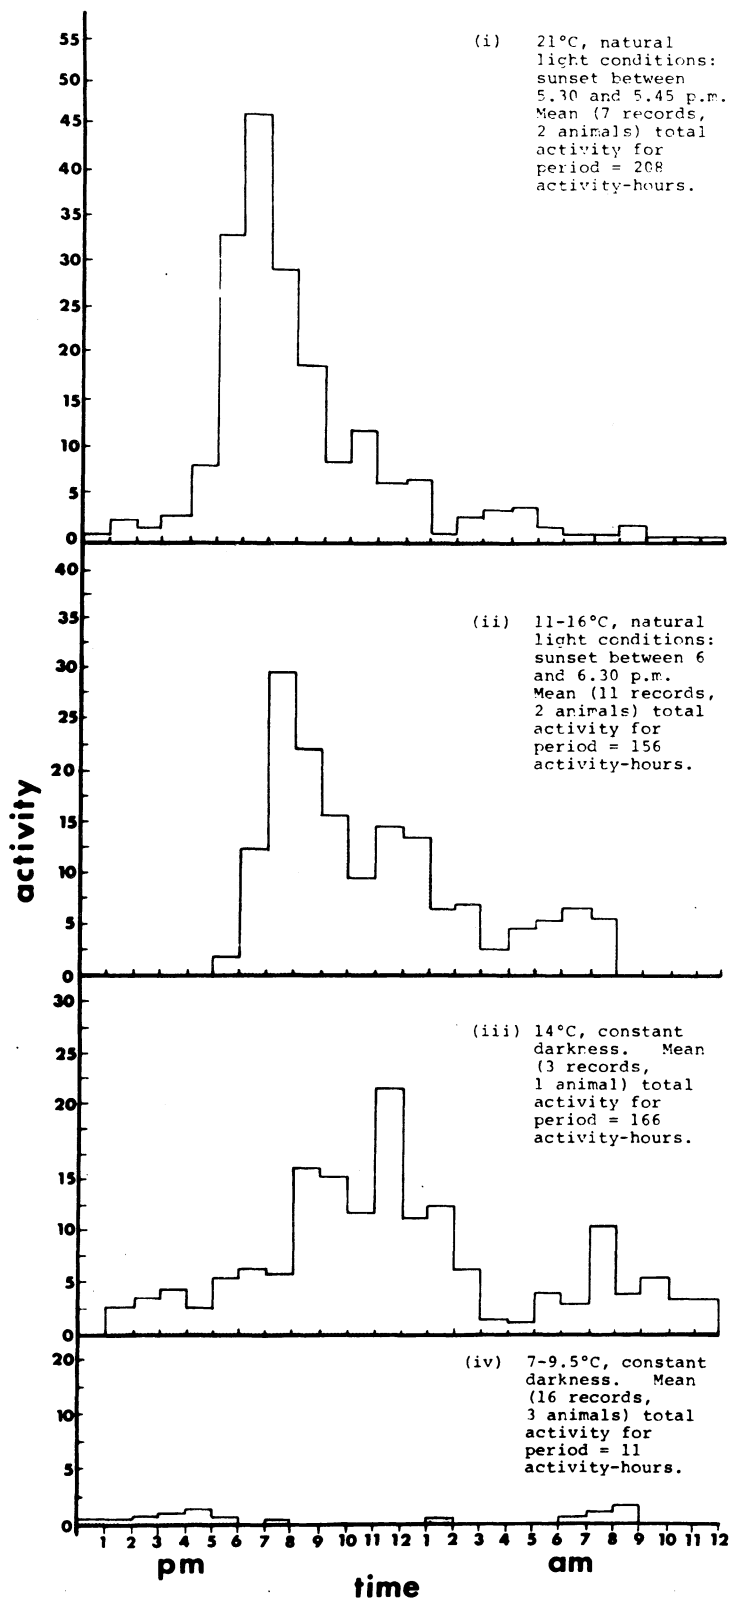 55
50
45
40
35
30
25
20
15
10
5
0
(i) 21°C, natural
light conditions:
sunset between
5.30 and 5.45 p.m.
Mean (7 records,
2 animals) total
activity for
period = 208
activity-hours.
40
35
30
25
20
15
10
5
0
(ii) 11-16°C, natural
light conditions:
sunset between 6
and 6.30 p.m.
Mean (11 records,
2 animals) total
activity for
period = 156
activity-hours.
activity
30
25
20
15
10
5
0
(iii) 14°C, constant
darkness. Mean
(3 records,
1 animal) total
activity for
period = 166
activity-hours.
20
10
5
0
(iv) 7-9.5°C, constant
darkness. Mean
(16 records,
3 animals) total
activity for
period = 11
activity-hours.
1 2 3 4 5 6 7 8 9 10 11 12 1 2 3 4 5 6 7 8 9 10 11 12
pm am
time